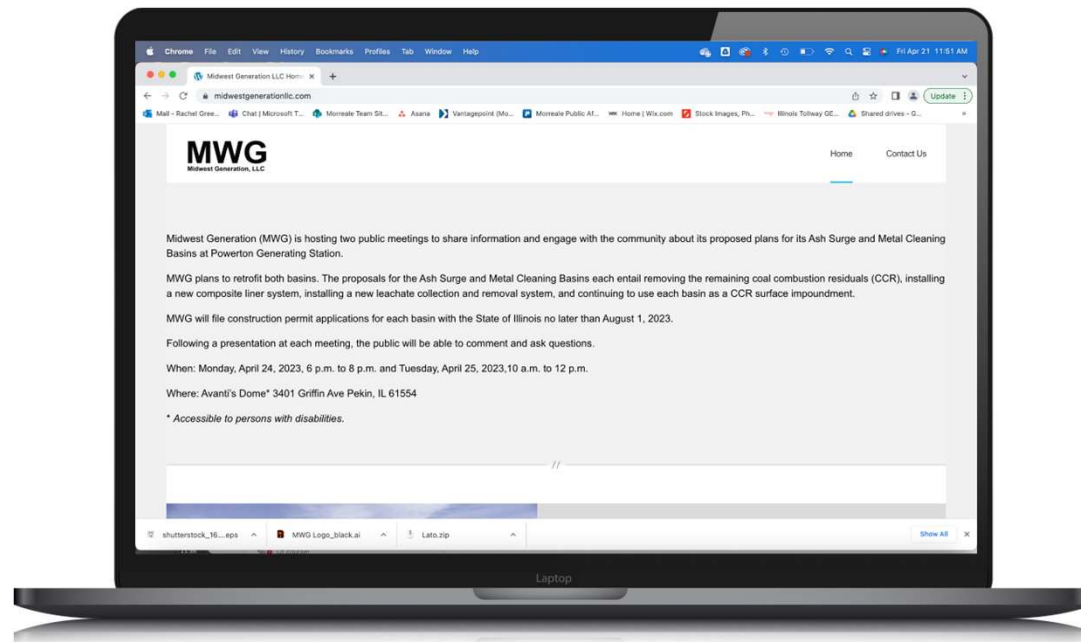 Chrome File Edit View History Bookmarks Profiles Tab Window Help
Fri Apr 21 11:51 AM
Midwest Generation LLC Home
midwestgenerationllc.com
Update
Mail - Rachel Gree...
Chat | Microsoft T...
Morreale Team Sit...
Asana
Vantagepoint (Mo...
Morreale Public Af...
Home | Wix.com
Stock Images, Ph...
Illinois Tollway GE...
Shared drives - G...
MWG
Midwest Generation, LLC
Home
Contact Us
Midwest Generation (MWG) is hosting two public meetings to share information and engage with the community about its proposed plans for its Ash Surge and Metal Cleaning
Basins at Powerton Generating Station.
MWG plans to retrofit both basins. The proposals for the Ash Surge and Metal Cleaning Basins each entail removing the remaining coal combustion residuals (CCR), installing
a new composite liner system, installing a new leachate collection and removal system, and continuing to use each basin as a CCR surface impoundment.
MWG will file construction permit applications for each basin with the State of Illinois no later than August 1, 2023.
Following a presentation at each meeting, the public will be able to comment and ask questions.
When: Monday, April 24, 2023, 6 p.m. to 8 p.m. and Tuesday, April 25, 2023,10 a.m. to 12 p.m.
Where: Avanti's Dome* 3401 Griffin Ave Pekin, IL 61554
* Accessible to persons with disabilities.
//
shutterstock_16....eps
MWG Logo_black.ai
Lato.zip
Show All
Laptop